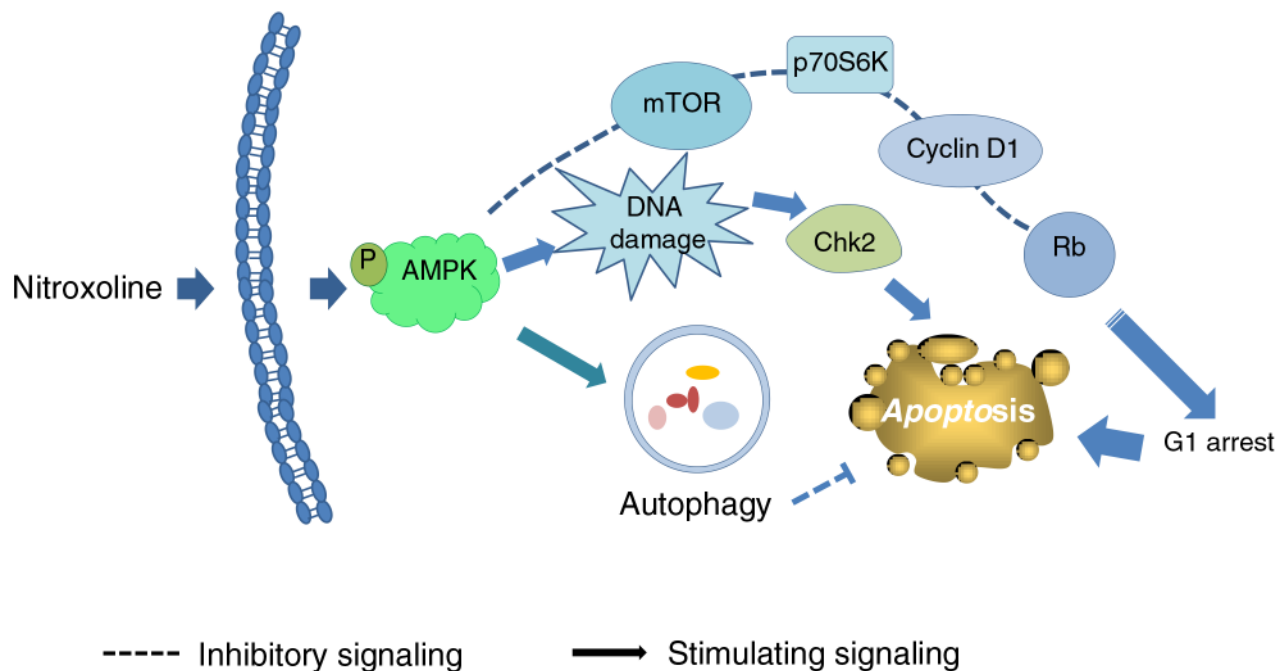 p70S6K
mTOR
Cyclin D1
DNA
damage
Chk2
Rb
P
AMPK
Nitroxoline
Apoptosis
G1 arrest
Autophagy
Inhibitory signaling
Stimulating signaling